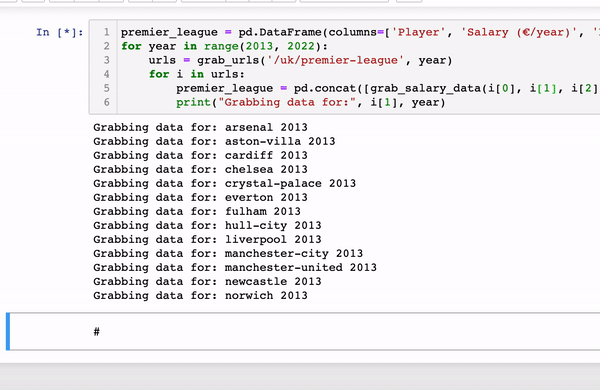 In [*]:
1 premier_league = pd.DataFrame(columns=['Player', 'Salary (€/year)',
2 for year in range(2013, 2022):
3 urls = grab_urls('/uk/premier-league', year)
4 for i in urls:
5 premier_league = pd.concat([grab_salary_data(i[0], i[1], i[2]
6 print("Grabbing data for:", i[1], year)
Grabbing data for: arsenal 2013
Grabbing data for: aston-villa 2013
Grabbing data for: cardiff 2013
Grabbing data for: chelsea 2013
Grabbing data for: crystal-palace 2013
Grabbing data for: everton 2013
Grabbing data for: fulham 2013
Grabbing data for: hull-city 2013
Grabbing data for: liverpool 2013
Grabbing data for: manchester-city 2013
Grabbing data for: manchester-united 2013
Grabbing data for: newcastle 2013
Grabbing data for: norwich 2013
#